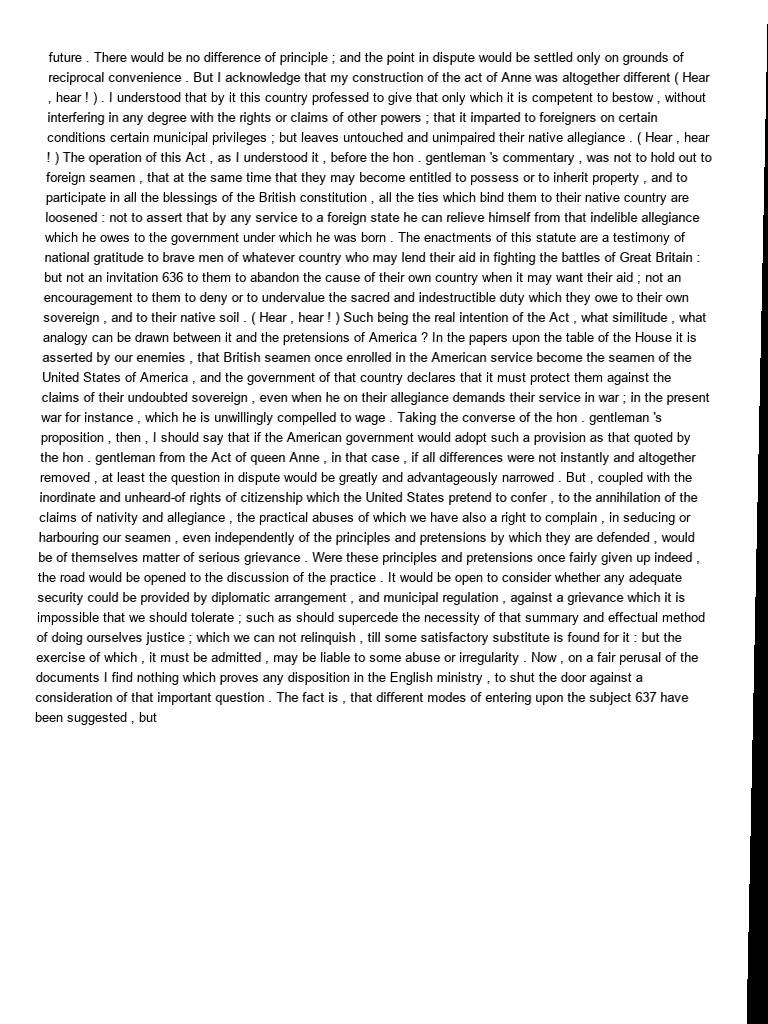 future . There would be no difference of principle ; and the point in dispute would be settled only on grounds of
reciprocal convenience . But I acknowledge that my construction of the act of Anne was altogether different ( Hear
, hear ! ) . I understood that by it this country professed to give that only which it is competent to bestow , without
interfering in any degree with the rights or claims of other powers ; that it imparted to foreigners on certain
conditions certain municipal privileges ; but leaves untouched and unimpaired their native allegiance . ( Hear , hear
! ) The operation of this Act , as I understood it , before the hon . gentleman 's commentary , was not to hold out to
foreign seamen , that at the same time that they may become entitled to possess or to inherit property , and to
participate in all the blessings of the British constitution , all the ties which bind them to their native country are
loosened : not to assert that by any service to a foreign state he can relieve himself from that indelible allegiance
which he owes to the government under which he was born . The enactments of this statute are a testimony of
national gratitude to brave men of whatever country who may lend their aid in fighting the battles of Great Britain :
but not an invitation 636 to them to abandon the cause of their own country when it may want their aid ; not an
encouragement to them to deny or to undervalue the sacred and indestructible duty which they owe to their own
sovereign , and to their native soil . ( Hear , hear ! ) Such being the real intention of the Act , what similitude , what
analogy can be drawn between it and the pretensions of America ? In the papers upon the table of the House it is
asserted by our enemies , that British seamen once enrolled in the American service become the seamen of the
United States of America , and the government of that country declares that it must protect them against the
claims of their undoubted sovereign , even when he on their allegiance demands their service in war ; in the present
war for instance , which he is unwillingly compelled to wage . Taking the converse of the hon . gentleman 's
proposition , then , I should say that if the American government would adopt such a provision as that quoted by
the hon . gentleman from the Act of queen Anne , in that case , if all differences were not instantly and altogether
removed , at least the question in dispute would be greatly and advantageously narrowed . But , coupled with the
inordinate and unheard-of rights of citizenship which the United States pretend to confer , to the annihilation of the
claims of nativity and allegiance , the practical abuses of which we have also a right to complain , in seducing or
harbouring our seamen , even independently of the principles and pretensions by which they are defended , would
be of themselves matter of serious grievance . Were these principles and pretensions once fairly given up indeed ,
the road would be opened to the discussion of the practice . It would be open to consider whether any adequate
security could be provided by diplomatic arrangement , and municipal regulation , against a grievance which it is
impossible that we should tolerate ; such as should supercede the necessity of that summary and effectual method
of doing ourselves justice ; which we can not relinquish , till some satisfactory substitute is found for it : but the
exercise of which , it must be admitted , may be liable to some abuse or irregularity . Now , on a fair perusal of the
documents I find nothing which proves any disposition in the English ministry , to shut the door against a
consideration of that important question . The fact is , that different modes of entering upon the subject 637 have
been suggested , but